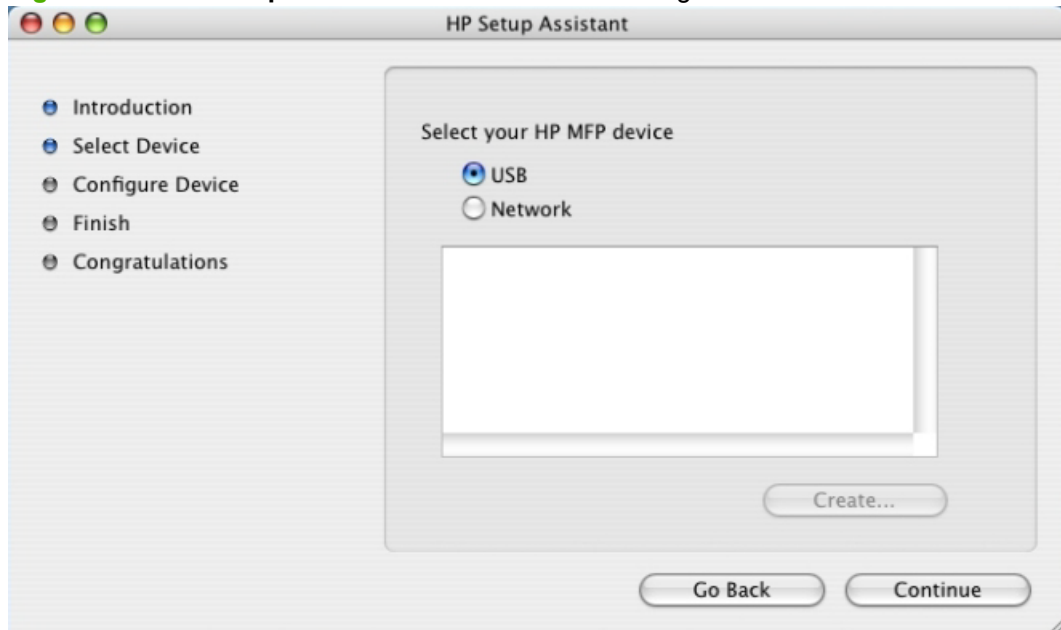 HP Setup Assistant
Introduction
Select Device
Configure Device
Finish
Congratulations
Select your HP MFP device
USB
Network
Create...
Go Back
Continue